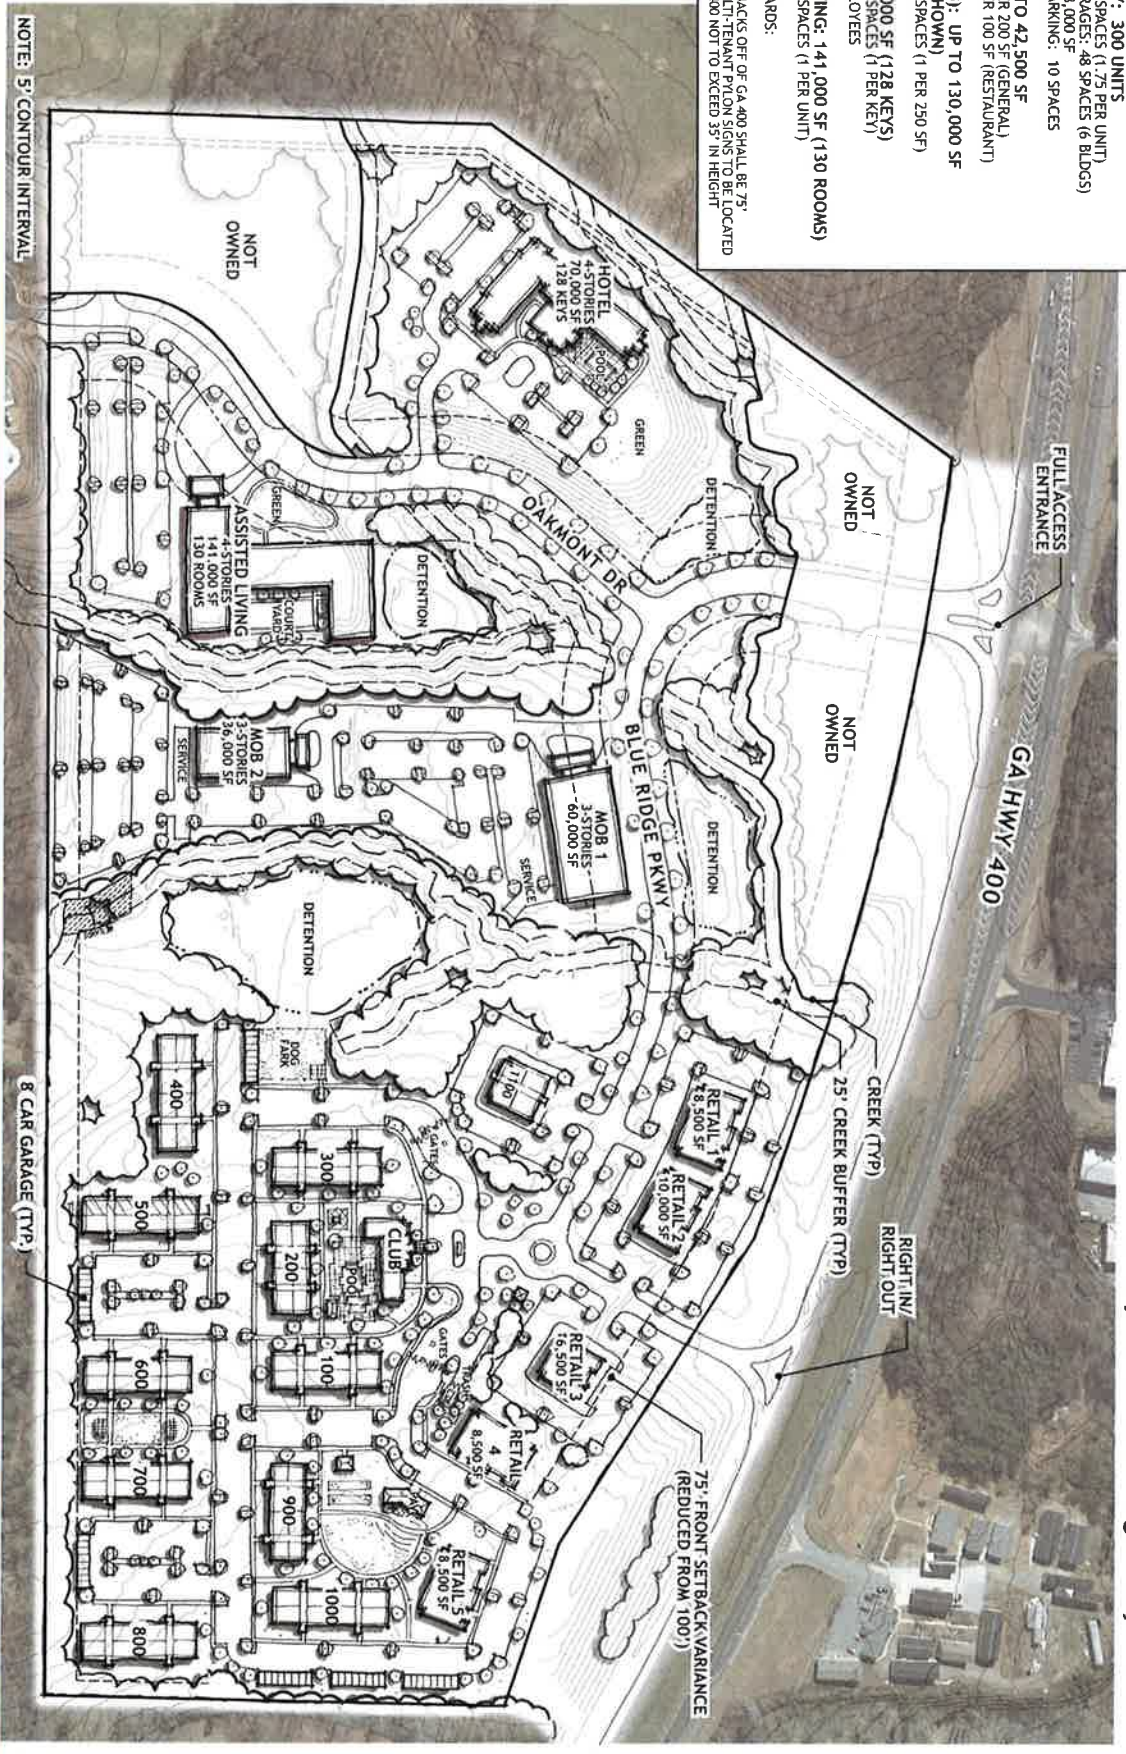 : 300 UNITS
SPACES (1.75 PER UNIT)
RAGES: 48 SPACES (6 BLDGS)
,000 SF
ARKING: 10 SPACES
TO 42,500 SF
ER 200 SF (GENERAL)
ER 100 SF (RESTAURANT)
): UP TO 130,000 SF
HOWN)
SPACES (1 PER 250 SF)
000 SF (128 KEYS)
SPACES (1 PER KEY)
LOYEES
ING: 141,000 SF (130 ROOMS)
SPACES (1 PER UNIT)
ARDS:
BACKS OFF OF GA 400 SHALL BE 75'
LTI-TENANT PYLON SIGNS TO BE LOCATED
00 NOT TO EXCEED 35' IN HEIGHT
FULL ACCESS
ENTRANCE
GA HWY 400
CREEK (TYP)
25' CREEK BUFFER (TYP)
RIGHT IN/
RIGHT OUT
75' FRONT SETBACK VARIANCE
(REDUCED FROM 100')
NOT
OWNED
NOT
OWNED
NOT
OWNED
HOTEL
4-STORIES
70,000 SF
128 KEYS
POOL
GREEN
DETENTION
OAKMONT DR
BLUE RIDGE PKWY
DETENTION
GREEN
ASSISTED LIVING
4-STORIES
141,000 SF
130 ROOMS
COURT
YARD
DETENTION
MOB 1
3-STORIES
60,000 SF
SERVICE
MOB 2
3-STORIES
36,000 SF
SERVICE
DETENTION
DOG
PARK
RETAIL 1
8,500 SF
RETAIL 2
10,000 SF
RETAIL 3
6,500 SF
RETAIL
4
8,500 SF
RETAIL 5
8,500 SF
1100
GATES
GATES
TRASH
CLUB
POOL
300
200
100
900
1000
400
500
600
700
800
NOTE: 5' CONTOUR INTERVAL
8 CAR GARAGE (TYP.)